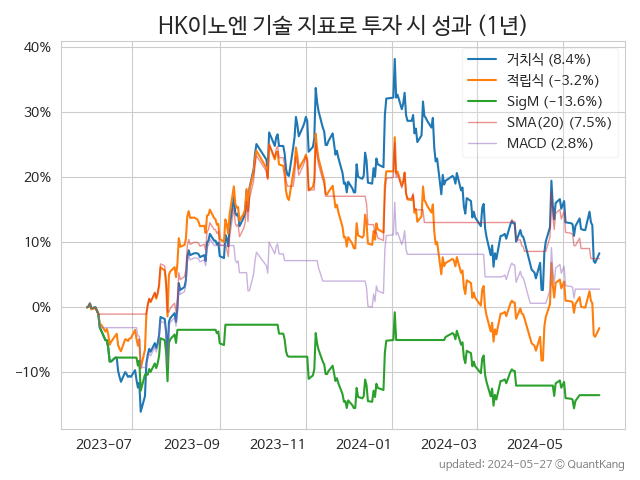 HK이노엔 기술 지표로 투자 시 성과 (1년)
거치식 (8.4%)
적립식 (−3.2%)
SigM (−13.6%)
SMA(20) (7.5%)
MACD (2.8%)
40%
30%
20%
10%
0%
−10%
2023−07
2023−09
2023−11
2024−01
2024−03
2024−05
updated: 2024-05-27 ⓒ QuantKang